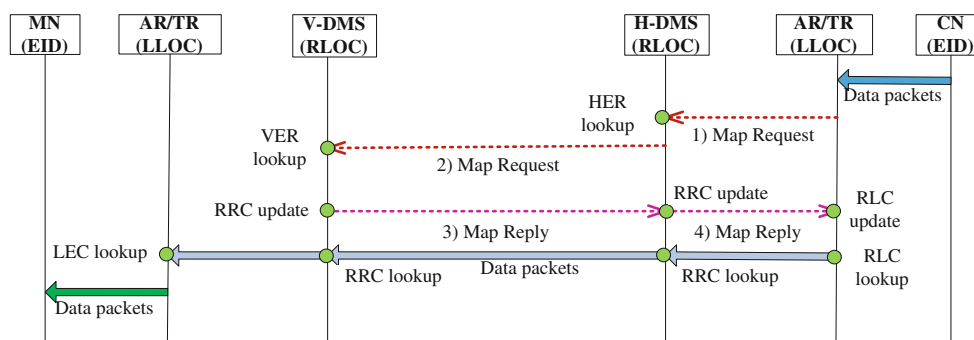 MN
(EID)
AR/TR
(LLOC)
V-DMS
(RLOC)
H-DMS
(RLOC)
AR/TR
(LLOC)
CN
(EID)
Data packets
HER
lookup
1) Map Request
VER
lookup
2) Map Request
RRC update
RRC update
RLC
update
3) Map Reply
4) Map Reply
LEC lookup
RRC lookup
Data packets
RRC lookup
RLC
lookup
Data packets